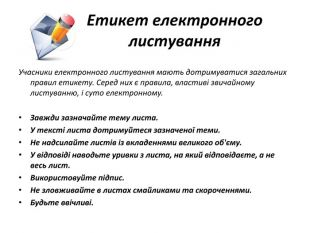 Етикет електронного
листування
Учасники електронного листування мають дотримуватися загальних
правил етикету. Серед них є правила, властиві звичайному
листуванню, і суто електронному.
• Завжди зазначайте тему листа.
• У тексті листа дотримуйтеся зазначеної теми.
• Не надсилайте листів із вкладеннями великого об'єму.
• У відповіді наводьте уривки з листа, на який відповідаєте, а не
весь лист.
• Використовуйте підпис.
• Не зловживайте в листах смайликами та скороченнями.
• Будьте ввічливі.